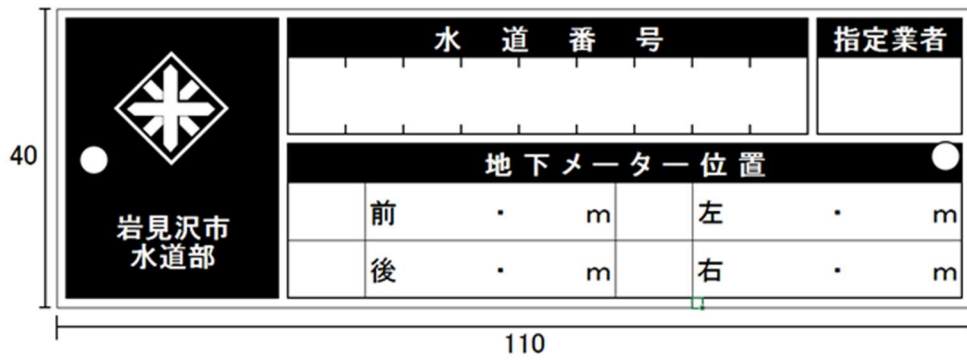 水道番号
指定業者
40
岩見沢市
水道部
地下メーター位置
前 ・ m 左 ・ m
後 ・ m 右 ・ m
110